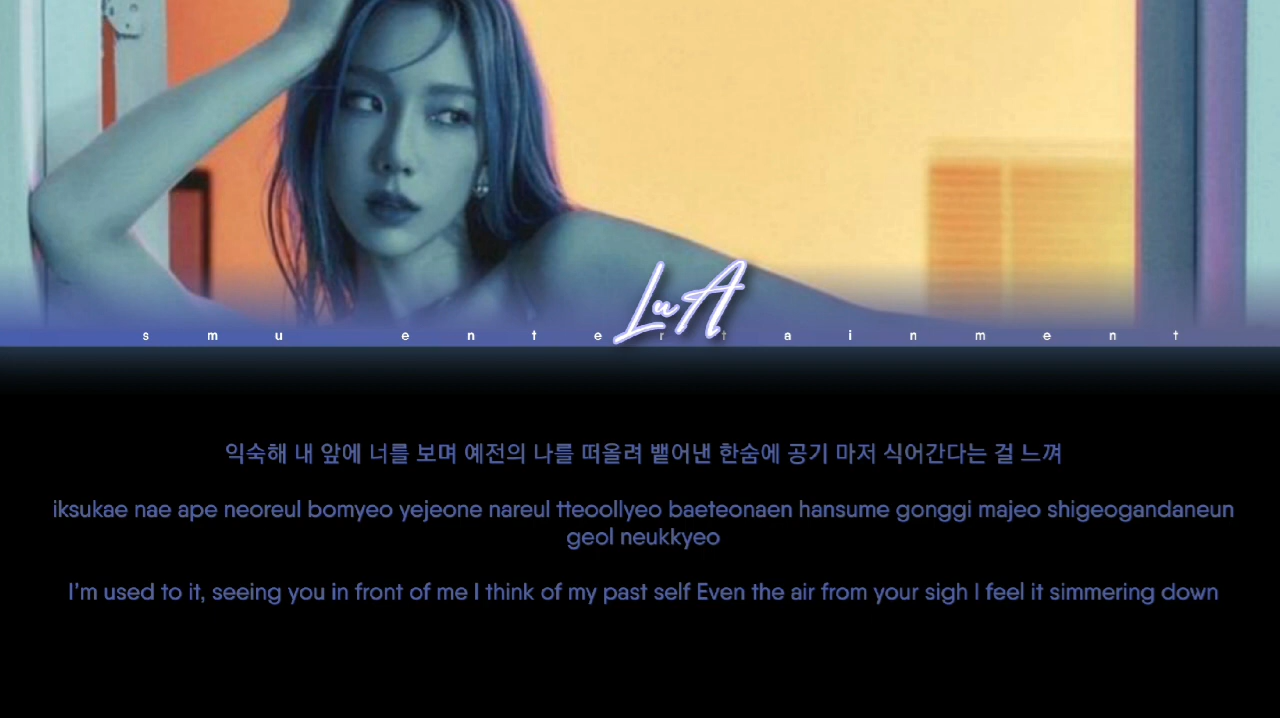 LuA
smu entertainment
익숙해 내 앞에 너를 보며 예전의 나를 떠올려 뱉어낸 한숨에 공기 마저 식어간다는 걸 느껴
iksukae nae ape neoreul bomyeo yejeone nareul tteoollyeo baeteonaen hansume gonggi majeo shigeogandaneun
geol neukkyeo
I'm used to it, seeing you in front of me I think of my past self Even the air from your sigh I feel it simmering down